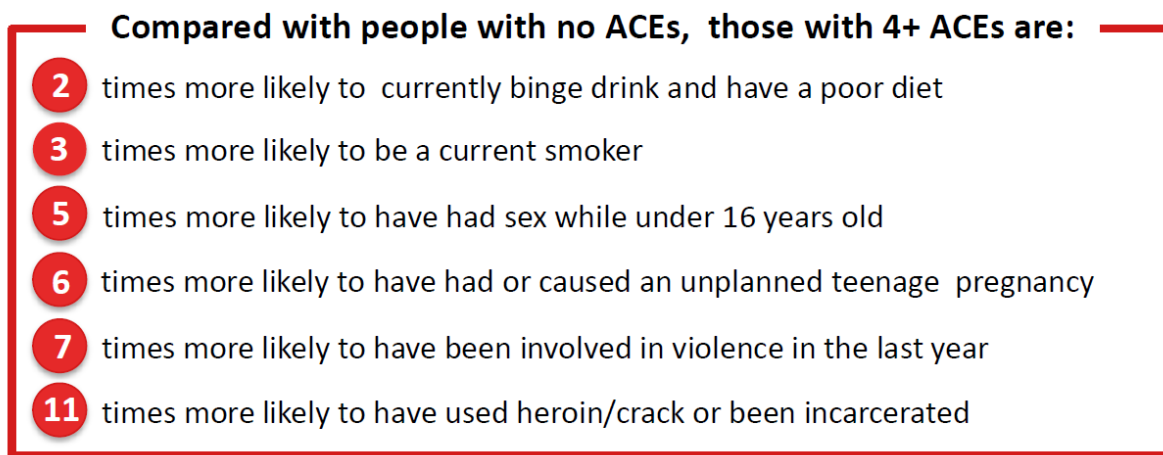 Compared with people with no ACEs, those with 4+ ACEs are:
2 times more likely to currently binge drink and have a poor diet
3 times more likely to be a current smoker
5 times more likely to have had sex while under 16 years old
6 times more likely to have had or caused an unplanned teenage pregnancy
7 times more likely to have been involved in violence in the last year
11 times more likely to have used heroin/crack or been incarcerated